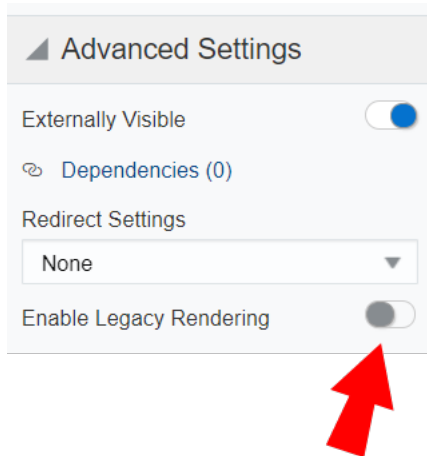 Advanced Settings
Externally Visible
Dependencies (0)
Redirect Settings
None
Enable Legacy Rendering